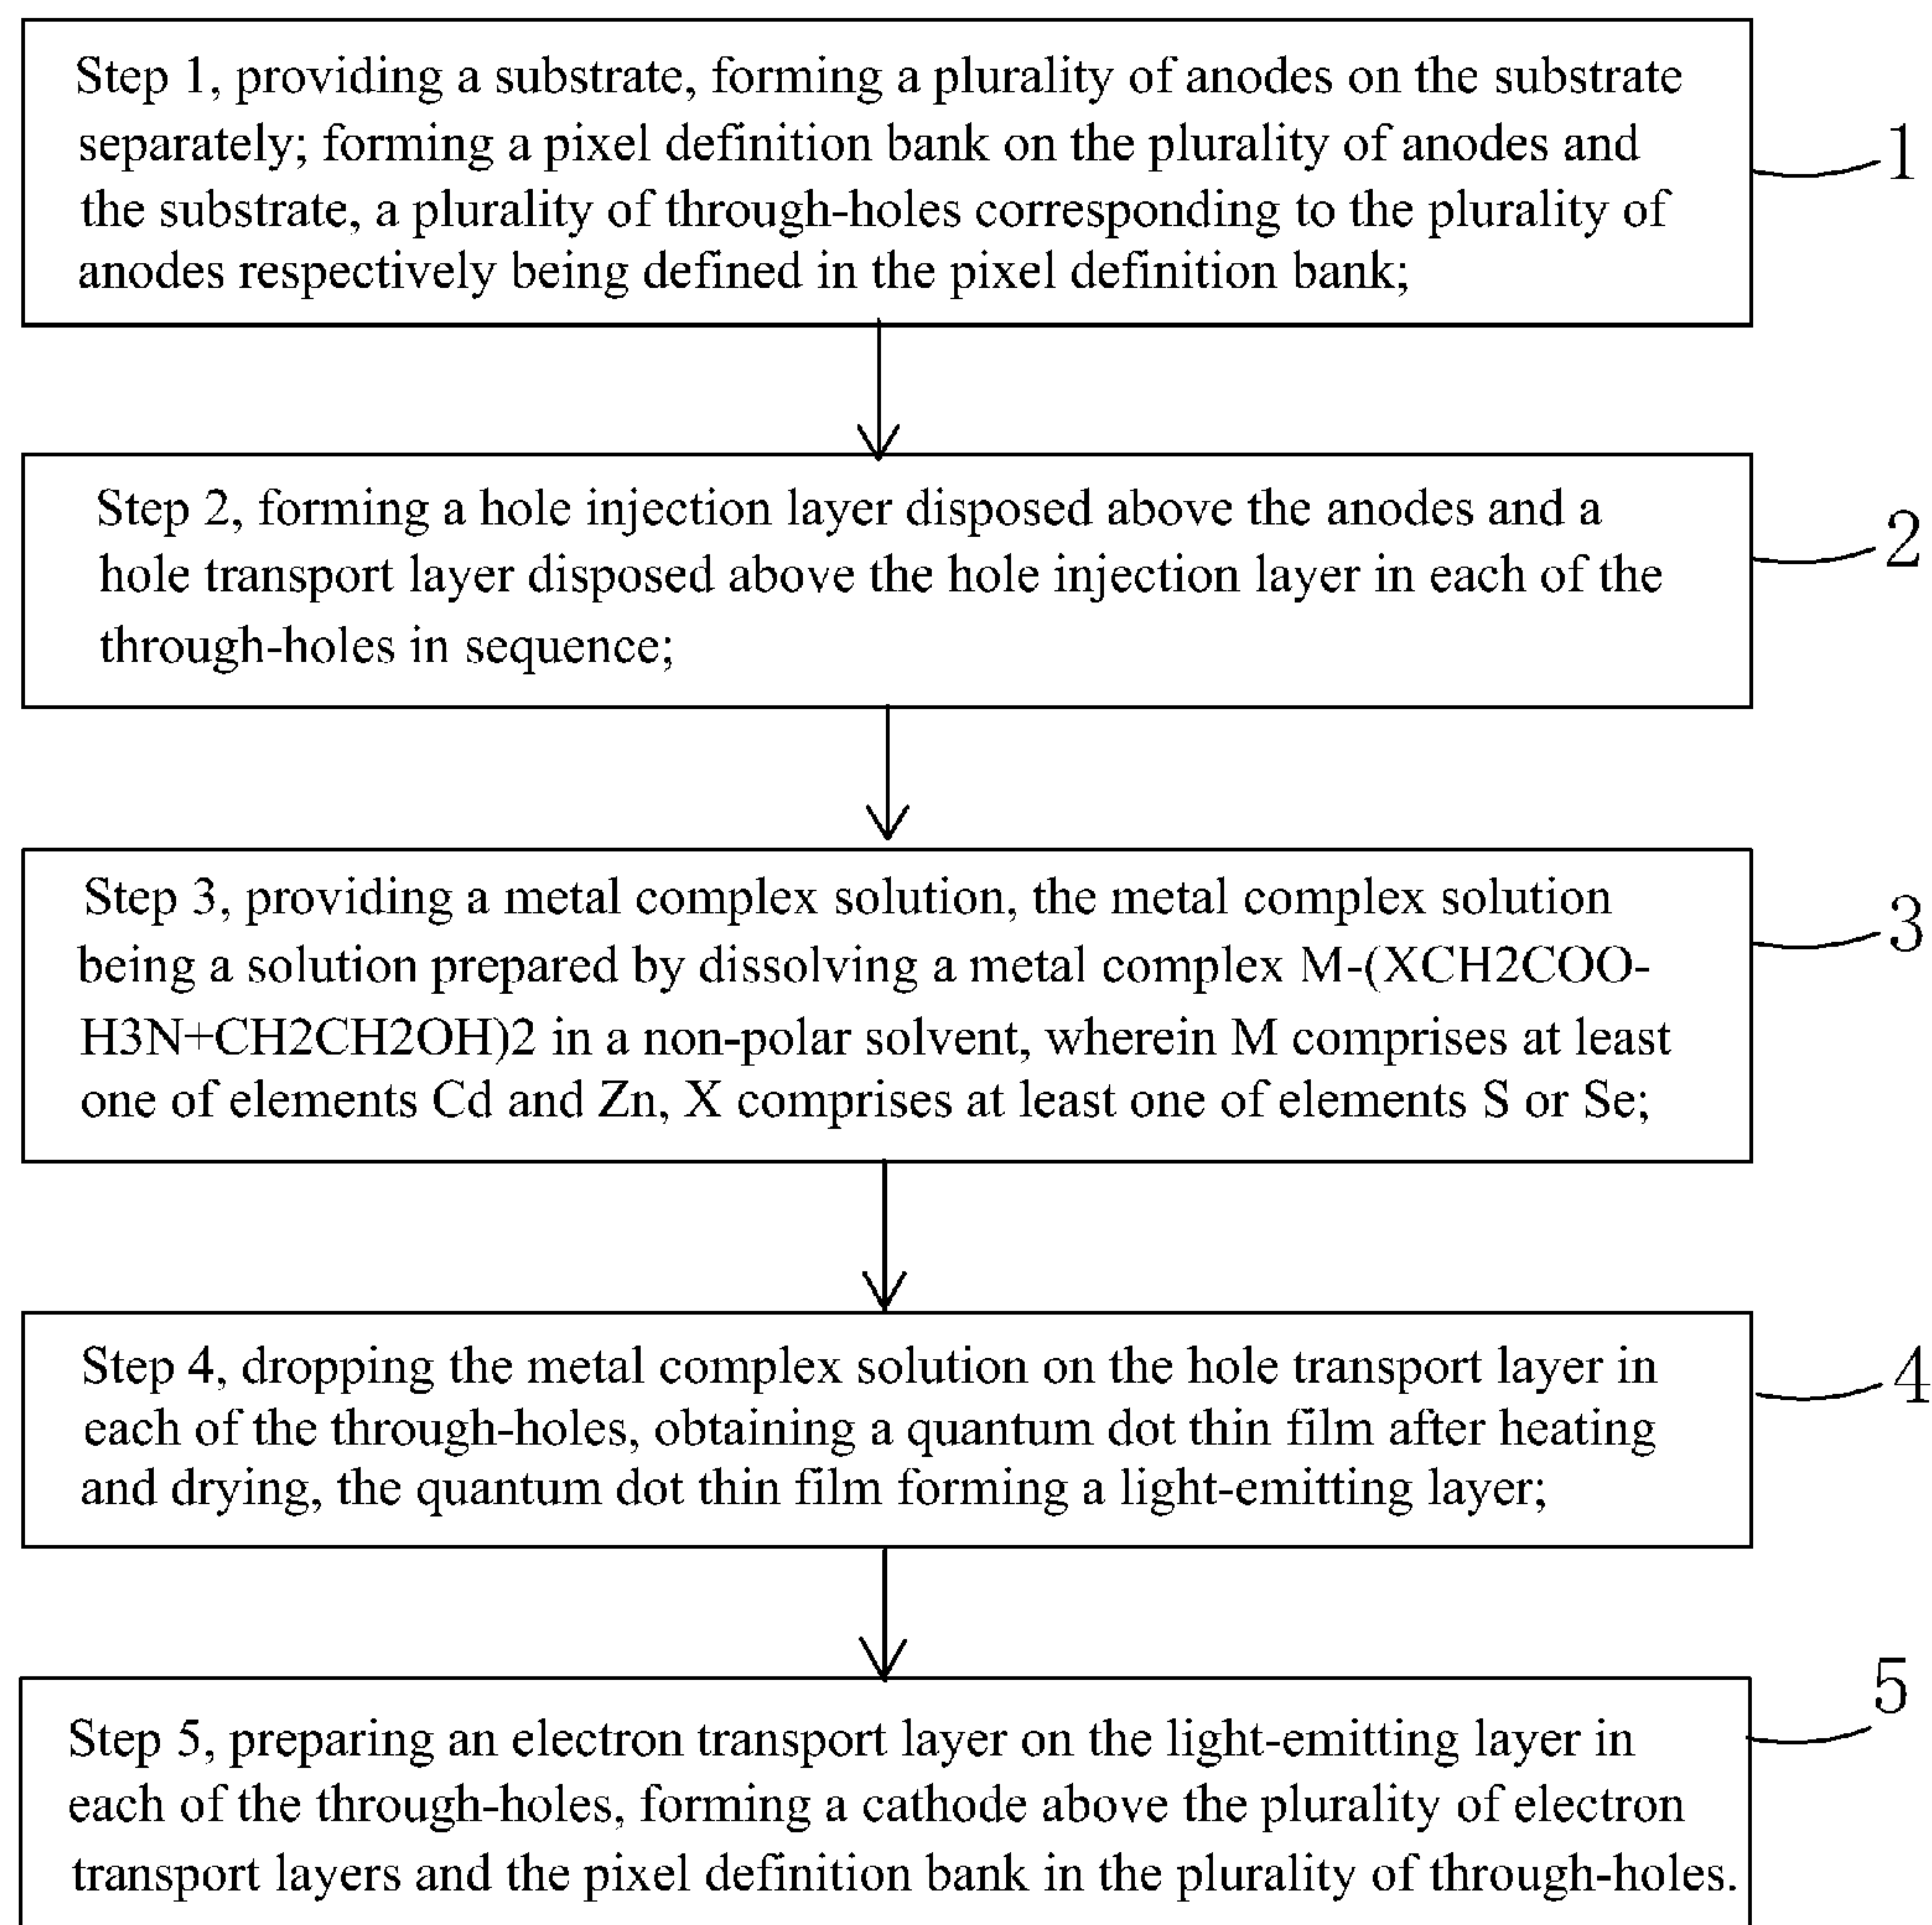 Step 1, providing a substrate, forming a plurality of anodes on the substrate
separately; forming a pixel definition bank on the plurality of anodes and
the substrate, a plurality of through-holes corresponding to the plurality of
anodes respectively being defined in the pixel definition bank;
1
Step 2, forming a hole injection layer disposed above the anodes and a
hole transport layer disposed above the hole injection layer in each of the
through-holes in sequence;
2
Step 3, providing a metal complex solution, the metal complex solution
being a solution prepared by dissolving a metal complex M-(XCH2COO-
H3N+CH2CH2OH)2 in a non-polar solvent, wherein M comprises at least
one of elements Cd and Zn, X comprises at least one of elements S or Se;
3
Step 4, dropping the metal complex solution on the hole transport layer in
each of the through-holes, obtaining a quantum dot thin film after heating
and drying, the quantum dot thin film forming a light-emitting layer;
4
Step 5, preparing an electron transport layer on the light-emitting layer in
each of the through-holes, forming a cathode above the plurality of electron
transport layers and the pixel definition bank in the plurality of through-holes.
5